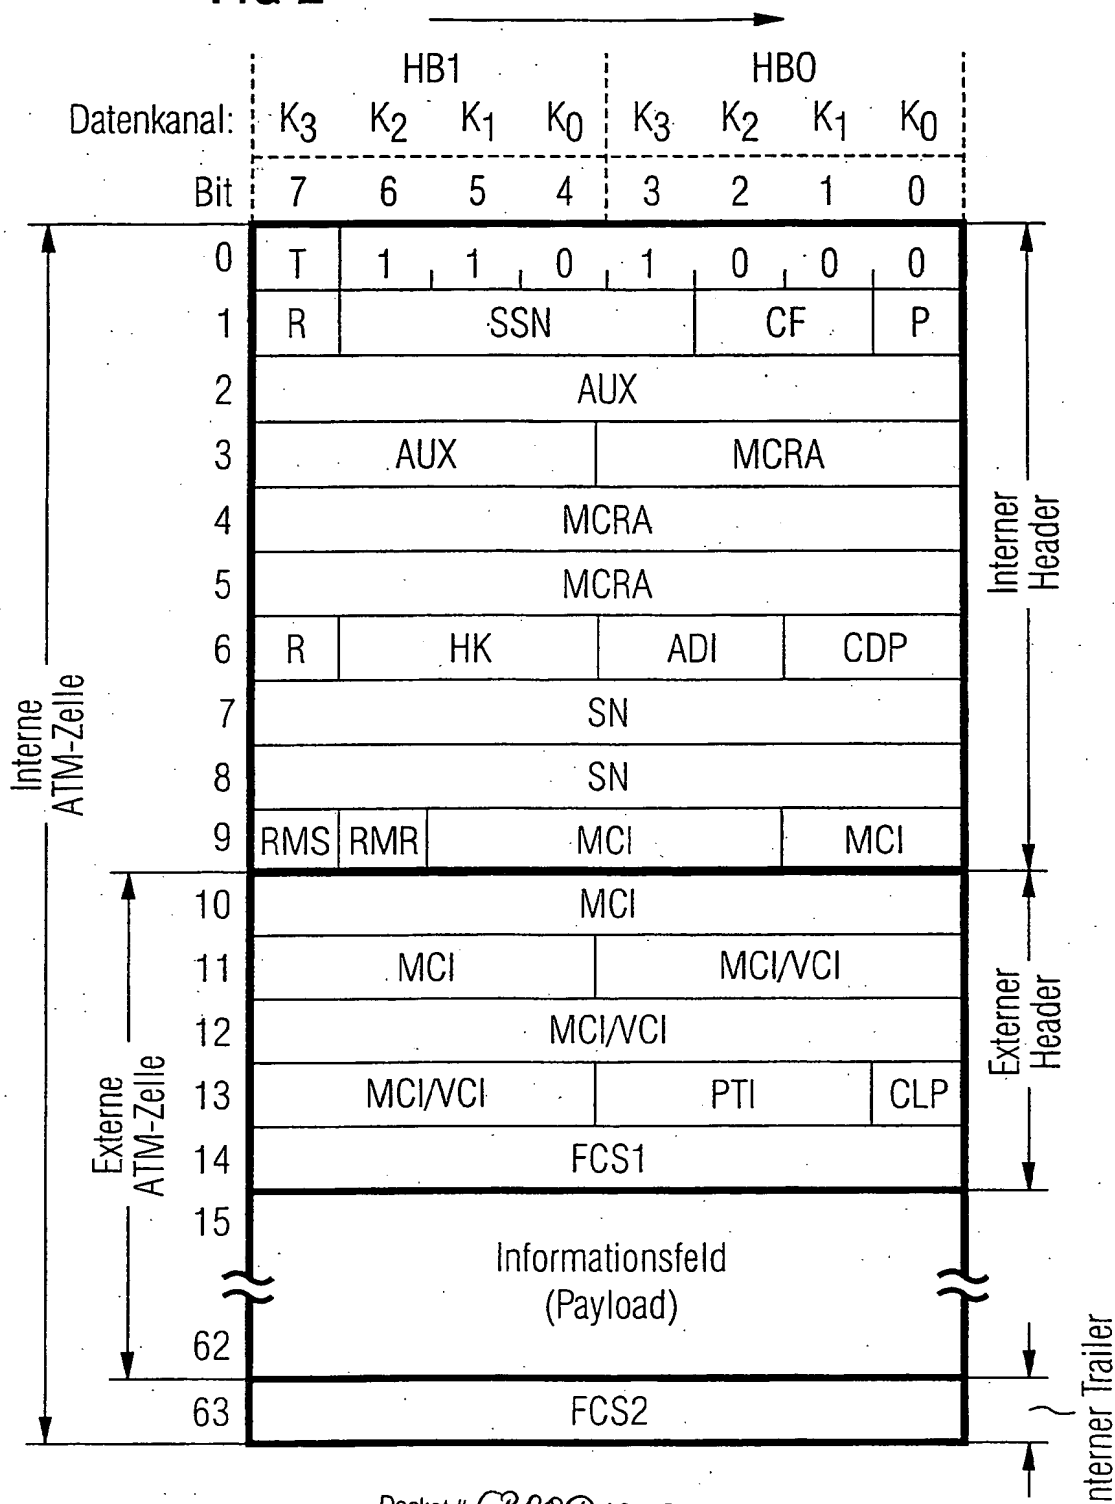 HB1 HB0
Datenkanal: K3 K2 K1 K0 K3 K2 K1 K0
Bit 7 6 5 4 3 2 1 0
0 T 1 1 0 1 0 0 0
1 R SSN CF P
2 AUX
3 AUX MCRA
4 MCRA
5 MCRA
6 R HK ADI CDP
7 SN
8 SN
9 RMS RMR MCI MCI
10 MCI
11 MCI MCI/VCI
12 MCI/VCI
13 MCI/VCI PTI CLP
14 FCS1
15
Informationsfeld
(Payload)
62
63 FCS2
Interne
ATM-Zelle
Externe
ATM-Zelle
Interner
Header
Externer
Header
Trailer